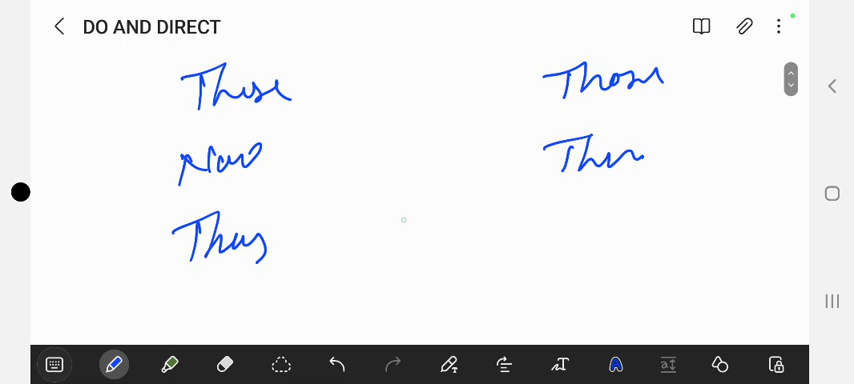 DO AND DIRECT
These Those
Now Then
Thus